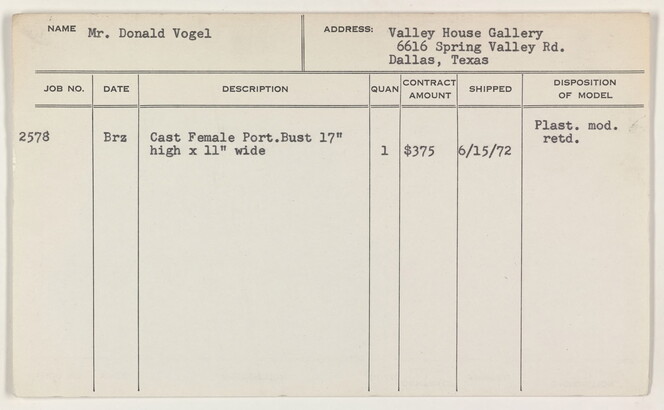 NAME Mr. Donald Vogel ADDRESS: Valley House Gallery
6616 Spring Valley Rd.
Dallas, Texas
JOB NO. DATE DESCRIPTION QUAN CONTRACT AMOUNT SHIPPED DISPOSITION OF MODEL
2578 Brz Cast Female Port.Bust 17" Plast. mod.
high x 11" wide 1 $375 6/15/72 retd.